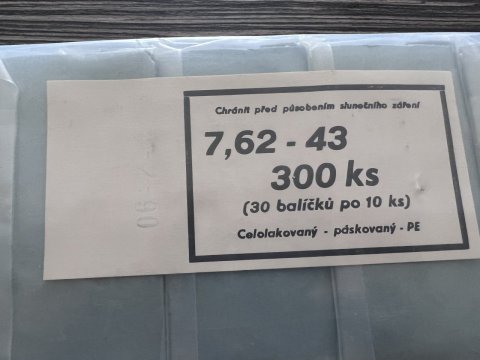 Chránit před působením slunečního záření
7,62 - 43
300 ks
(30 balíčků po 10 ks)
Celolakovaný - páskovaný - PE